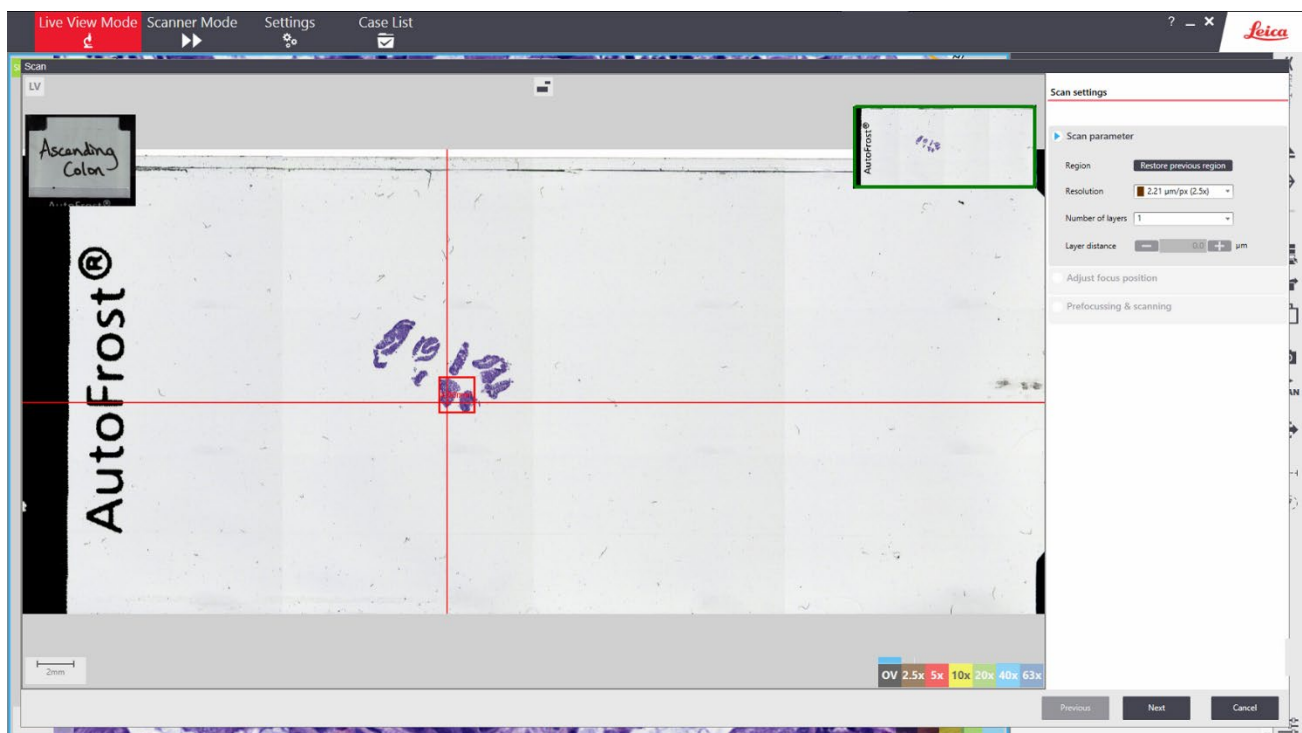 Live View Mode
Scanner Mode
Settings
Case List
?
Leica
Scan
LV
Scan settings
Ascending
Colon
AutoFrost®
AutoFrost®
AutoFrost®
Scan parameter
Region
Restore previous region
Resolution
2.21 µm/px (2.5x)
Number of layers
1
Layer distance
0.0
µm
Adjust focus position
Prefocussing & scanning
2mm
OV 2.5x 5x 10x 20x 40x 63x
Previous
Next
Cancel